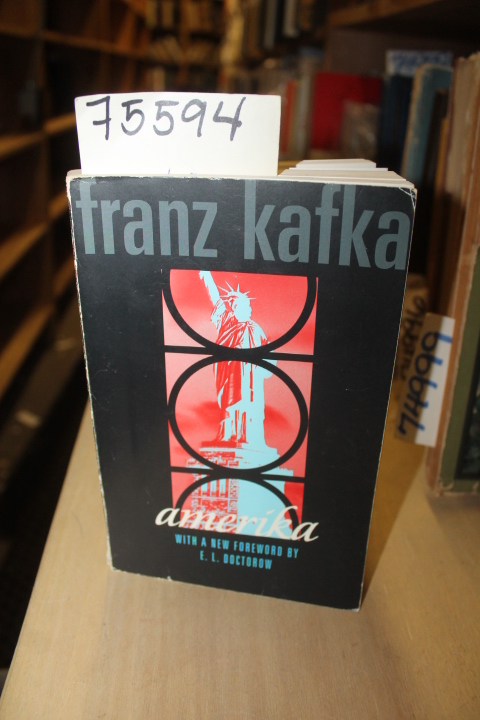 75594
franz kafka
amerika
WITH A NEW FOREWORD BY
E. L. DOCTOROW